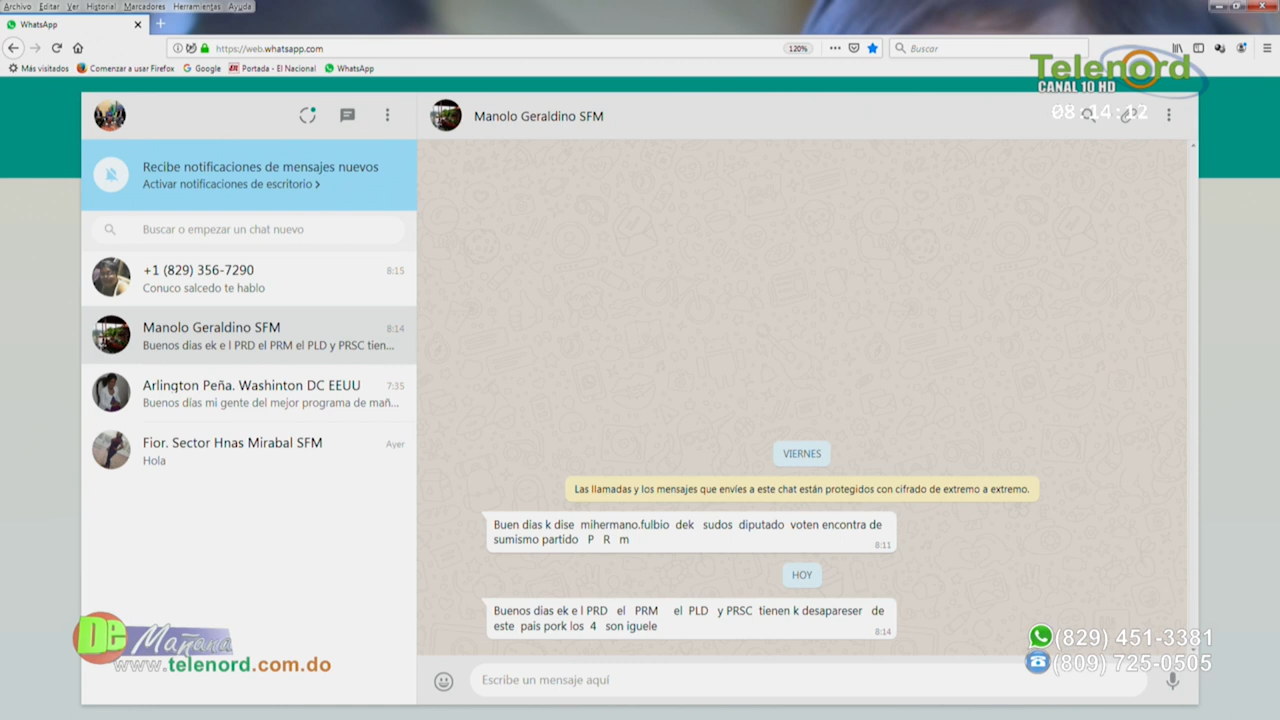 Archivo Editar Ver Historial Marcadores Herramientas Ayuda
WhatsApp
https://web.whatsapp.com
120%
Buscar
Más visitados
Comenzar a usar Firefox
Google
Portada - El Nacional
WhatsApp
Telenord
CANAL 10 HD
08:14:12
Manolo Geraldino SFM
Recibe notificaciones de mensajes nuevos
Activar notificaciones de escritorio >
Buscar o empezar un chat nuevo
+1 (829) 356-7290 8:15
Conuco salcedo te hablo
Manolo Geraldino SFM 8:14
Buenos dias ek e l PRD el PRM el PLD y PRSC tien...
Arlington Peña. Washinton DC EEUU 7:35
Buenos días mi gente del mejor programa de mañ...
Fior. Sector Hnas Mirabal SFM Ayer
Hola
VIERNES
Las llamadas y los mensajes que envíes a este chat están protegidos con cifrado de extremo a extremo.
Buen dias k dise mihermano.fulbio dek sudos diputado voten encontra de
sumismo partido P R m
8:11
HOY
Buenos dias ek e l PRD el PRM el PLD y PRSC tienen k desapareser de
este pais pork los 4 son iguele
8:14
Escribe un mensaje aquí
De Mañana
www.telenord.com.do
(829) 451-3381
(809) 725-0505